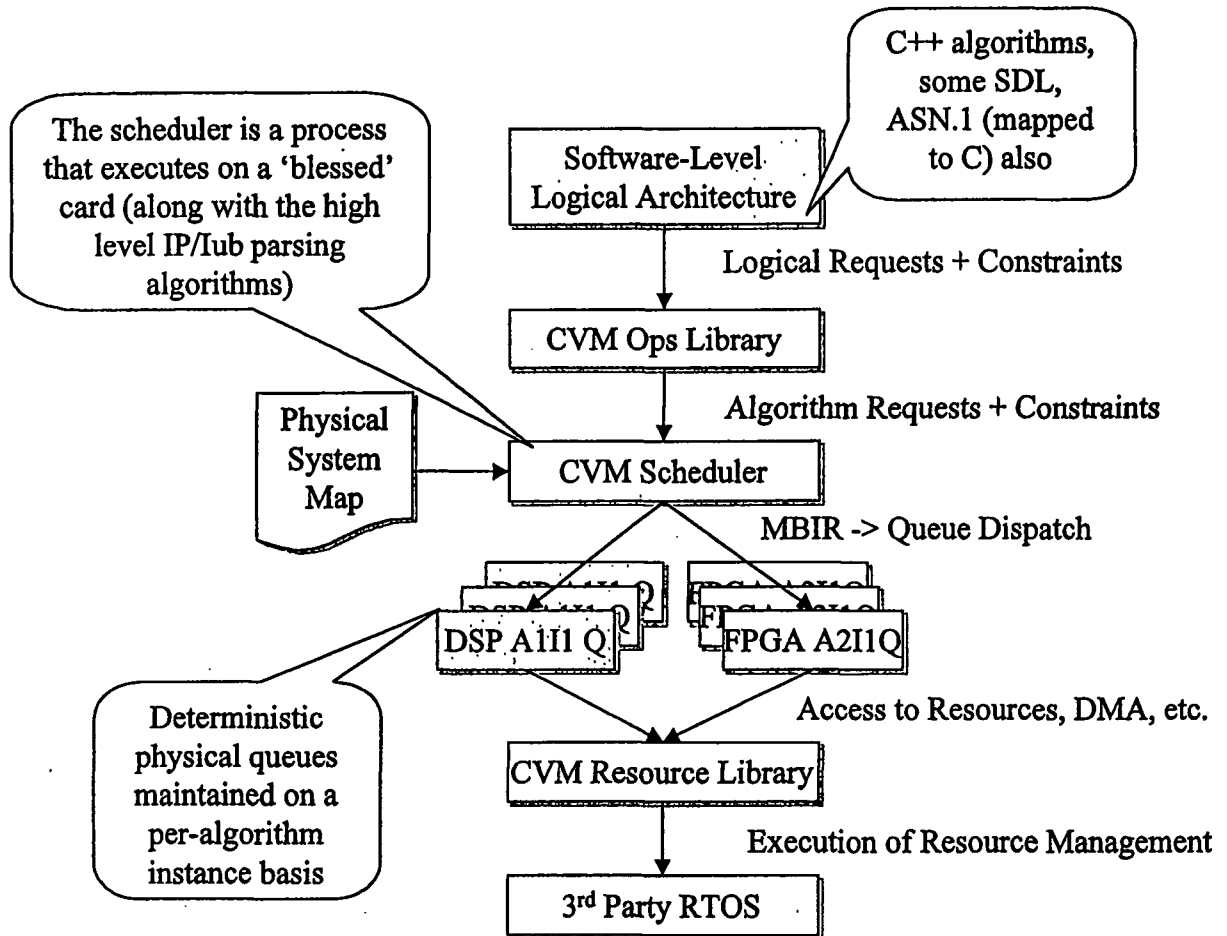 C++ algorithms,
some SDL,
ASN.1 (mapped
to C) also
The scheduler is a process
that executes on a ‘blessed’
card (along with the high
level IP/Iub parsing
algorithms)
Software-Level
Logical Architecture
Logical Requests + Constraints
CVM Ops Library
Algorithm Requests + Constraints
Physical
System
Map
CVM Scheduler
MBIR -> Queue Dispatch
DSP A1I1 Q
FPGA A2I1Q
Access to Resources, DMA, etc.
Deterministic
physical queues
maintained on a
per-algorithm
instance basis
CVM Resource Library
Execution of Resource Management
3rd Party RTOS